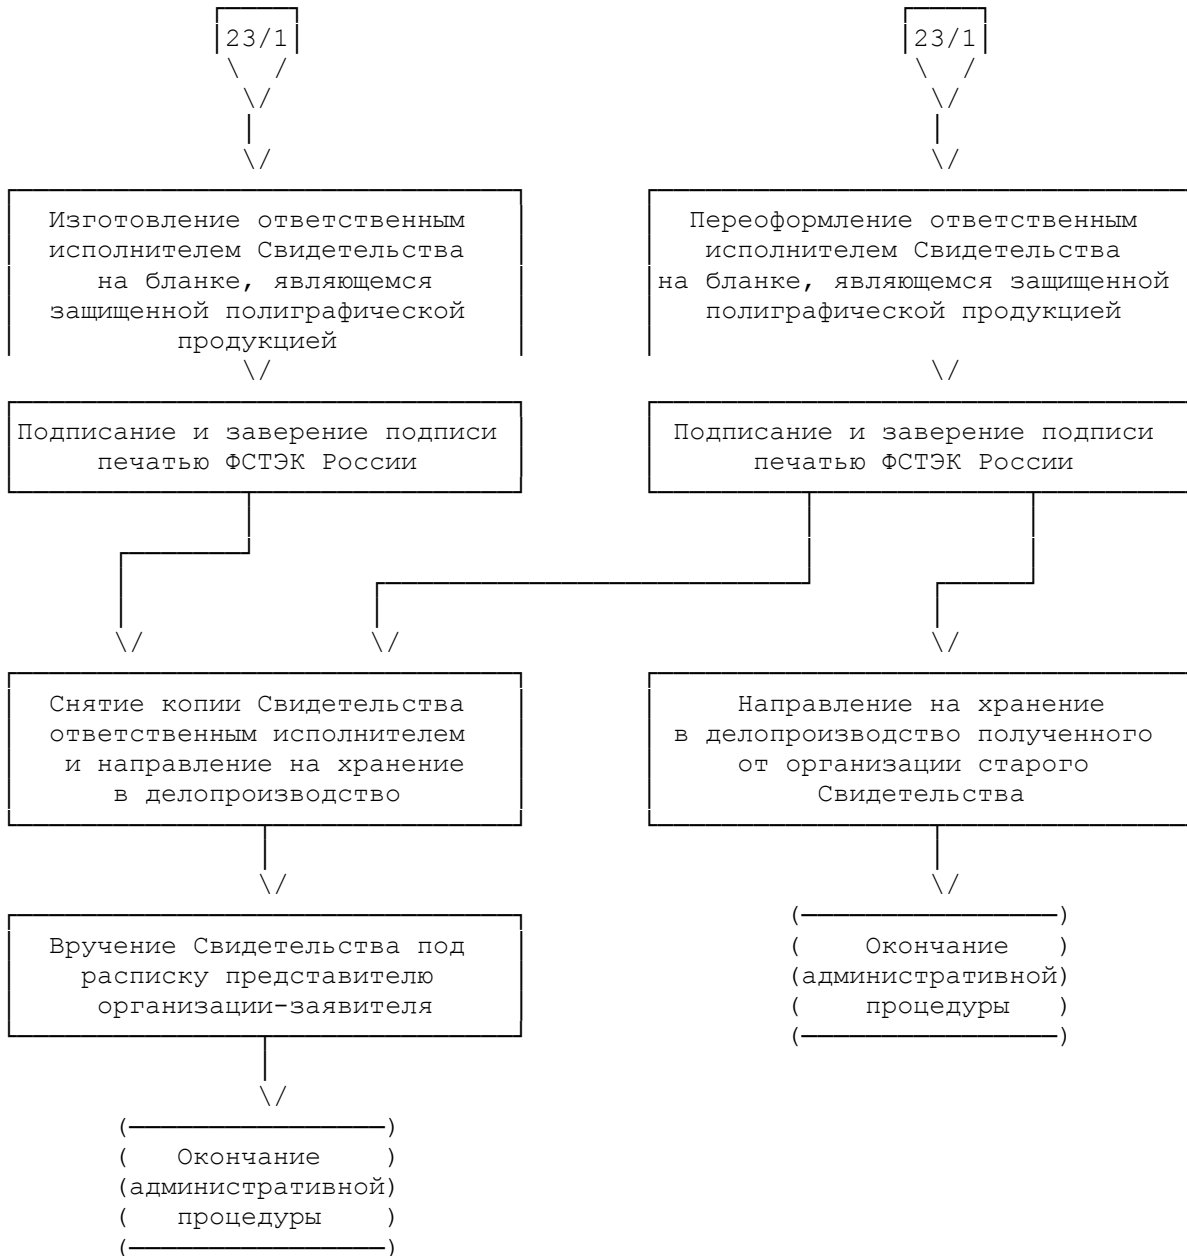 23/1
23/1
Изготовление ответственным
исполнителем Свидетельства
на бланке, являющемся
защищенной полиграфической
продукцией
Переоформление ответственным
исполнителем Свидетельства
на бланке, являющемся защищенной
полиграфической продукцией
Подписание и заверение подписи
печатью ФСТЭК России
Подписание и заверение подписи
печатью ФСТЭК России
Снятие копии Свидетельства
ответственным исполнителем
и направление на хранение
в делопроизводство
Направление на хранение
в делопроизводство полученного
от организации старого
Свидетельства
Вручение Свидетельства под
расписку представителю
организации-заявителя
Окончание
административной
процедуры
Окончание
административной
процедуры